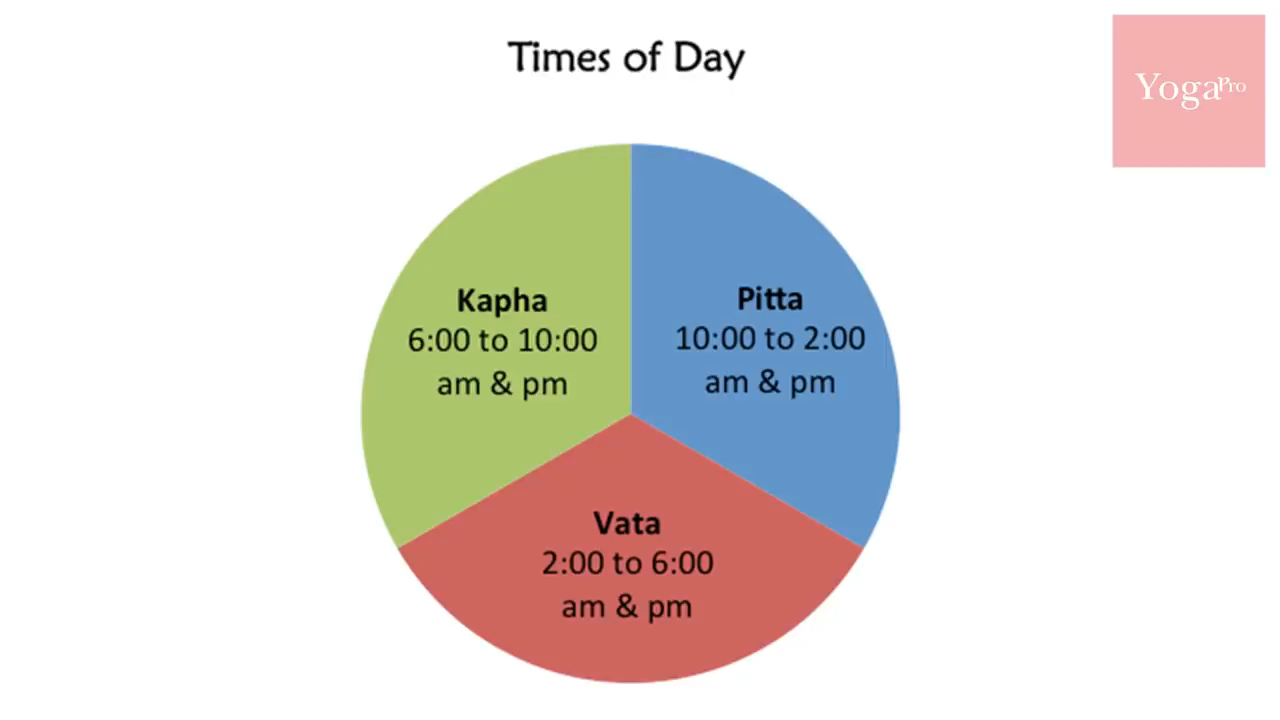 Times of Day
YogaPro
Kapha
6:00 to 10:00
am & pm
Pitta
10:00 to 2:00
am & pm
Vata
2:00 to 6:00
am & pm